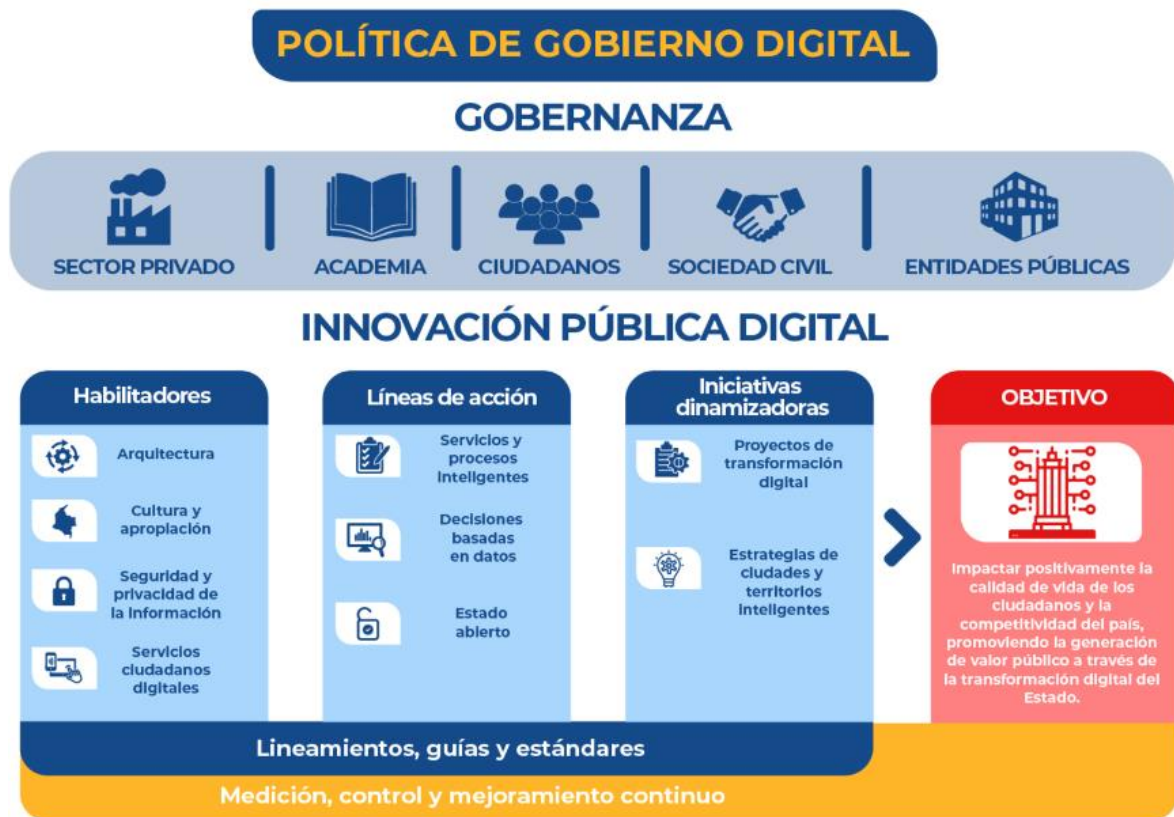 POLÍTICA DE GOBIERNO DIGITAL
GOBERNANZA
SECTOR PRIVADO
ACADEMIA
CIUDADANOS
SOCIEDAD CIVIL
ENTIDADES PÚBLICAS
INNOVACIÓN PÚBLICA DIGITAL
Habilitadores
Arquitectura
Cultura y
apropiación
Seguridad y
privacidad de
la información
Servicios
ciudadanos
digitales
Líneas de acción
Servicios y
procesos
inteligentes
Decisiones
basadas
en datos
Estado
abierto
Iniciativas
dinamizadoras
Proyectos de
transformación
digital
Estrategias de
ciudades y
territorios
inteligentes
OBJETIVO
Impactar positivamente la
calidad de vida de los
ciudadanos y la
competitividad del país,
promoviendo la generación
de valor público a través de
la transformación digital del
Estado.
Lineamientos, guías y estándares
Medición, control y mejoramiento continuo